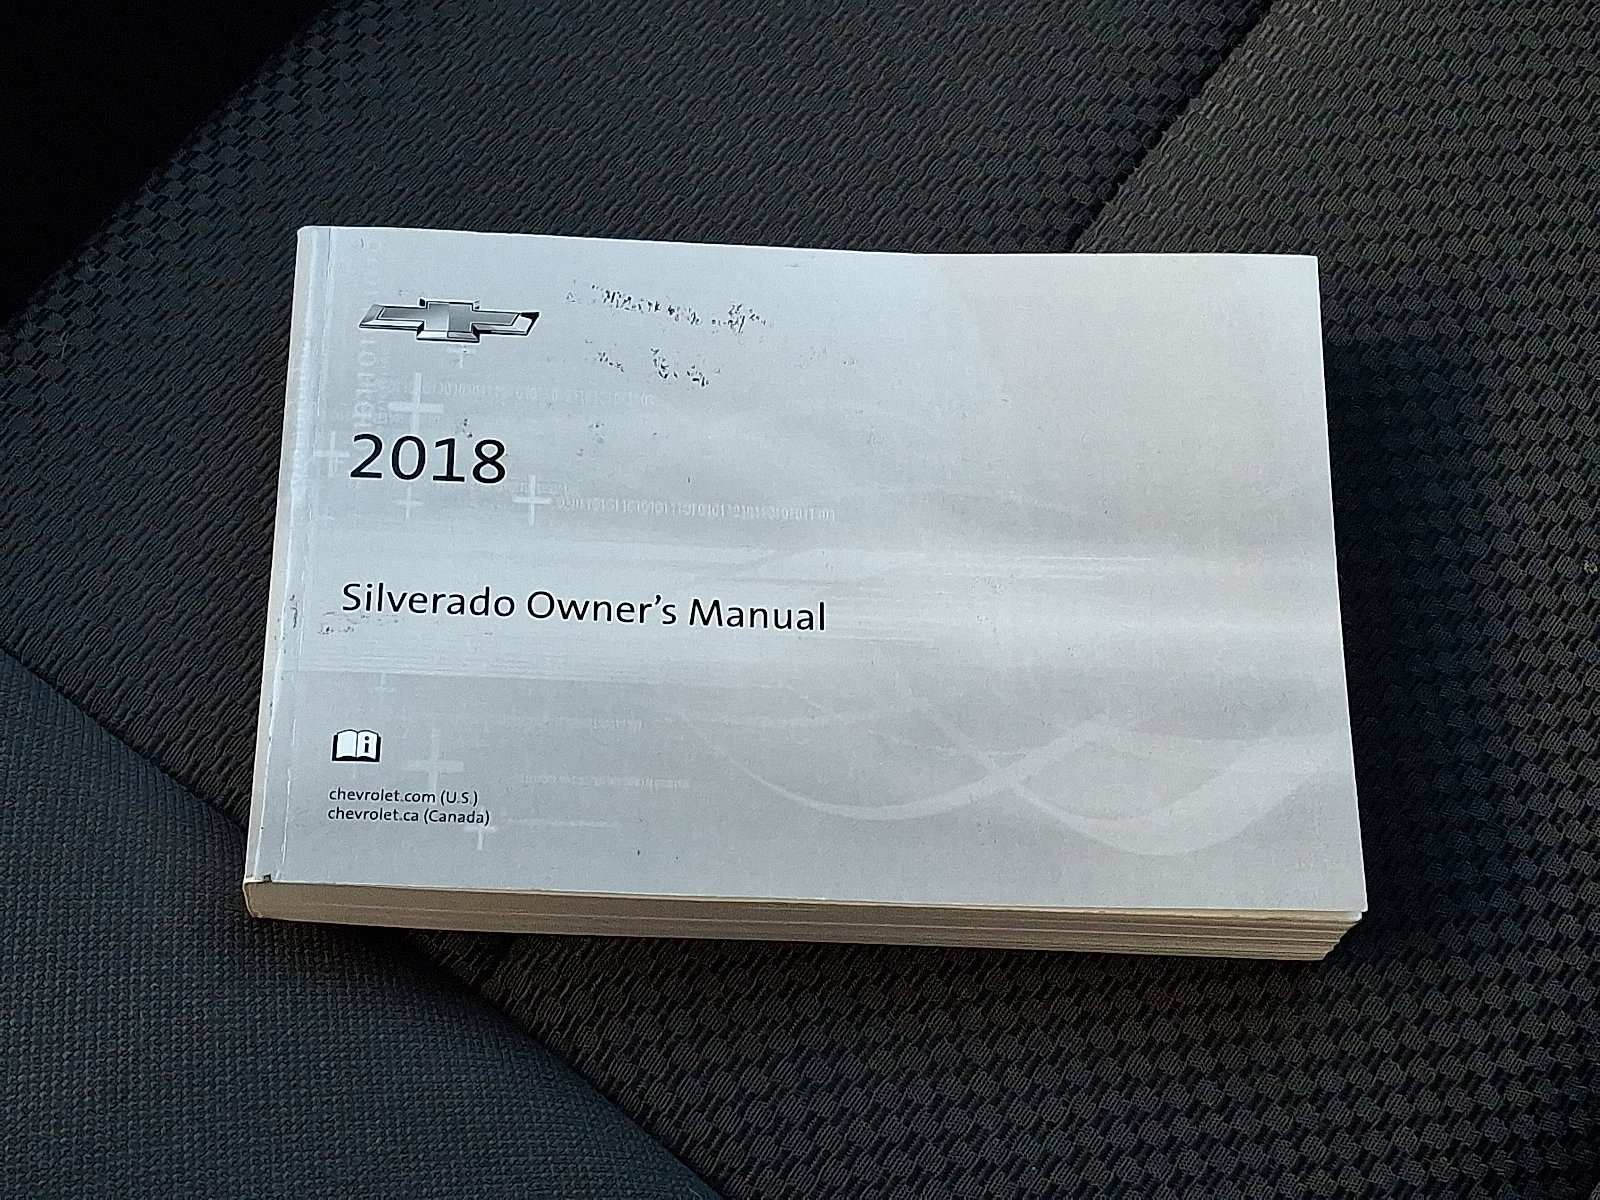 2018
Silverado Owner's Manual
i
chevrolet.com (U.S.)
chevrolet.ca (Canada)